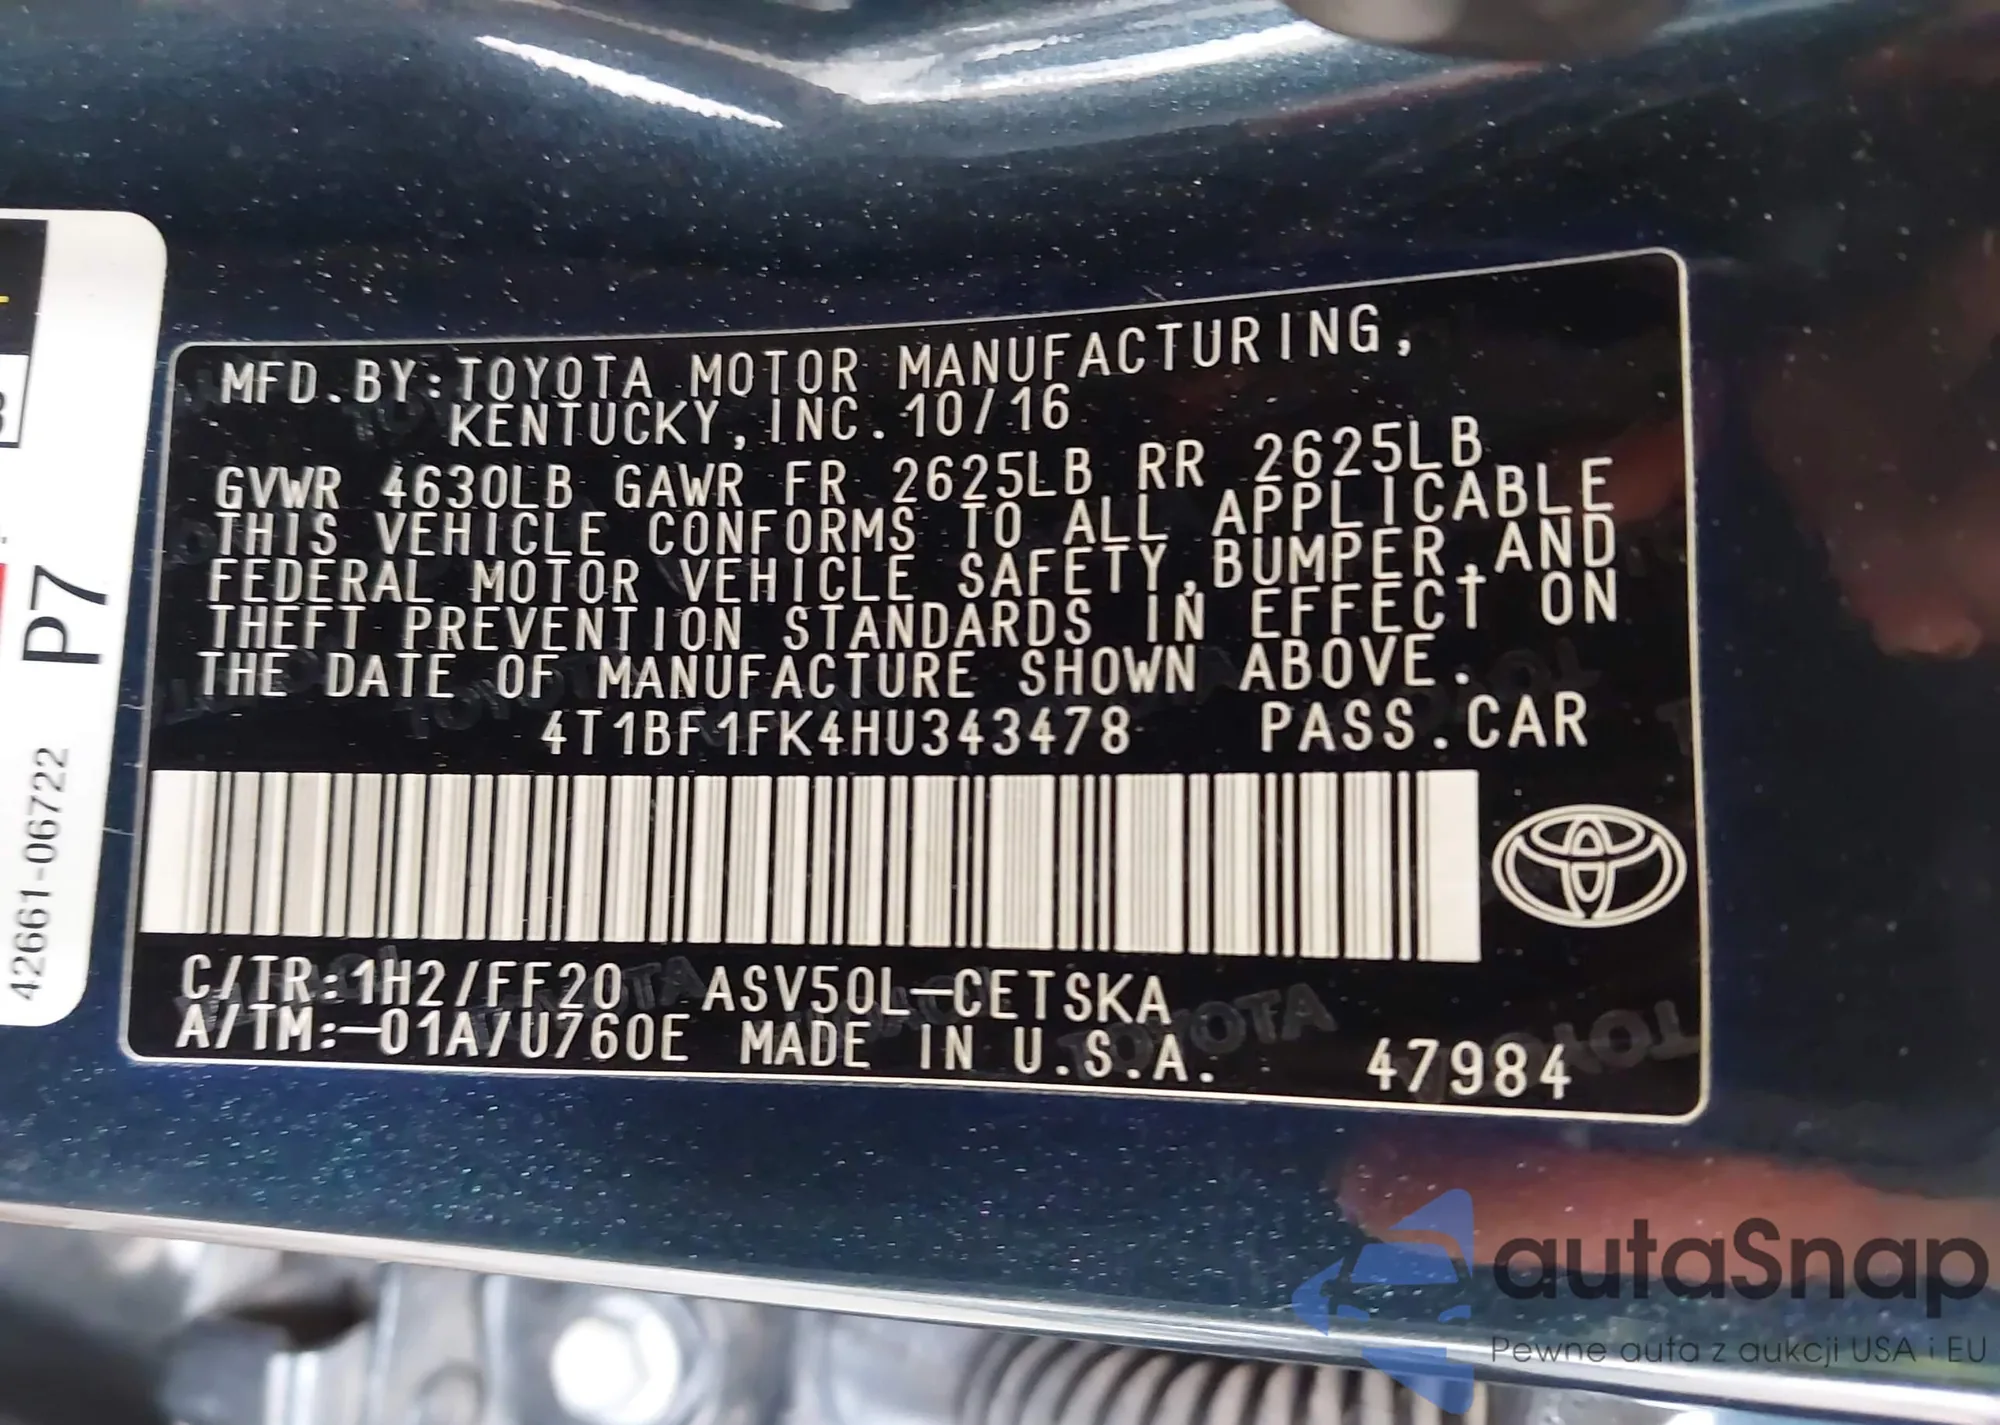 MFD.BY:TOYOTA MOTOR MANUFACTURING,
KENTUCKY,INC. 10/16
GVWR 4630LB GAWR FR 2625LB RR 2625LB
THIS VEHICLE CONFORMS TO ALL APPLICABLE
FEDERAL MOTOR VEHICLE SAFETY,BUMPER,AND
THEFT PREVENTION STANDARDS IN EFFECT ON
THE DATE OF MANUFACTURE SHOWN ABOVE.
4T1BF1FK4HU343478 PASS.CAR
C/TR:1H2/FF20 ASV50L-CETSKA
A/TM:-01A/U760E MADE IN U.S.A. 47984
P7
42661-06722
autaSnap
Pewne auta z aukcji USA i EU